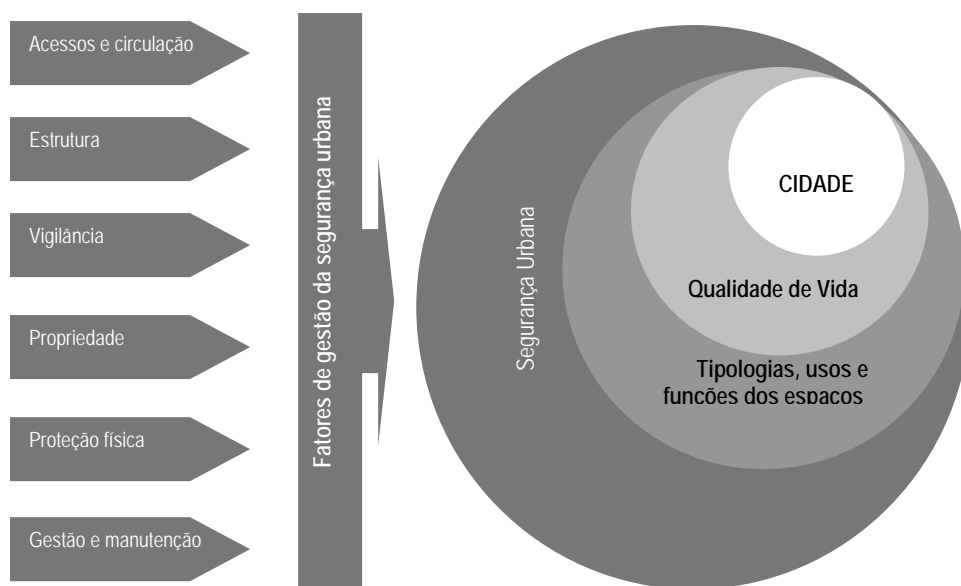 Acessos e circulação
Estrutura
Vigilância
Propriedade
Proteção física
Gestão e manutenção
Fatores de gestão da segurança urbana
Segurança Urbana
CIDADE
Qualidade de Vida
Tipologias, usos e
funções dos espaços